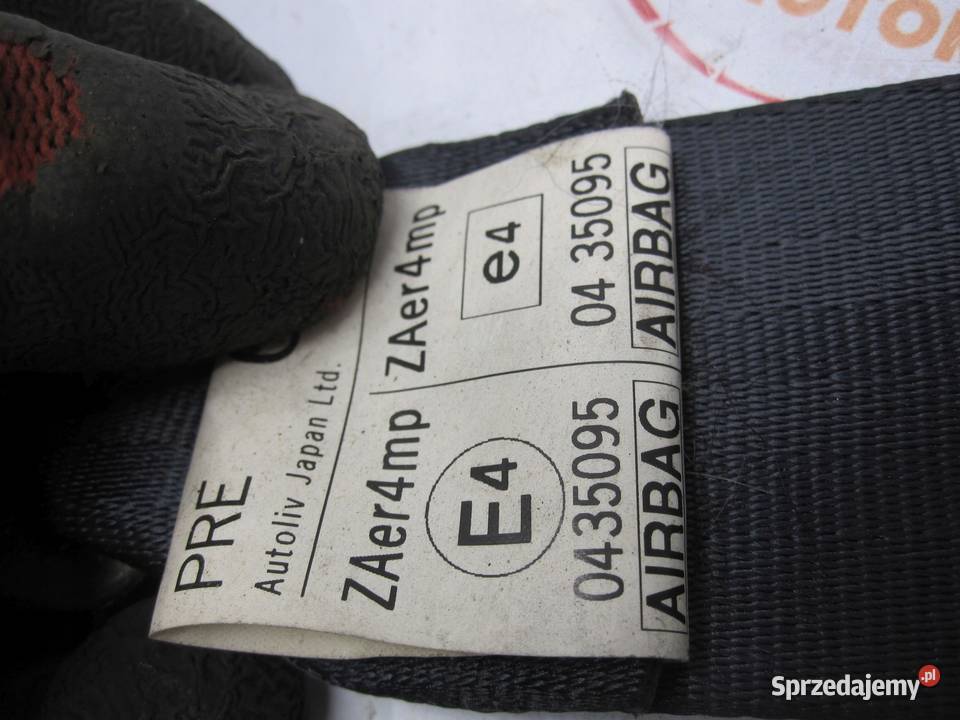 PRE
Autoliv Japan Ltd.
ZAer4mp ZAer4mp
E4 e4
0435095 04 35095
AIRBAG AIRBAG
Sprzedajemy.pl